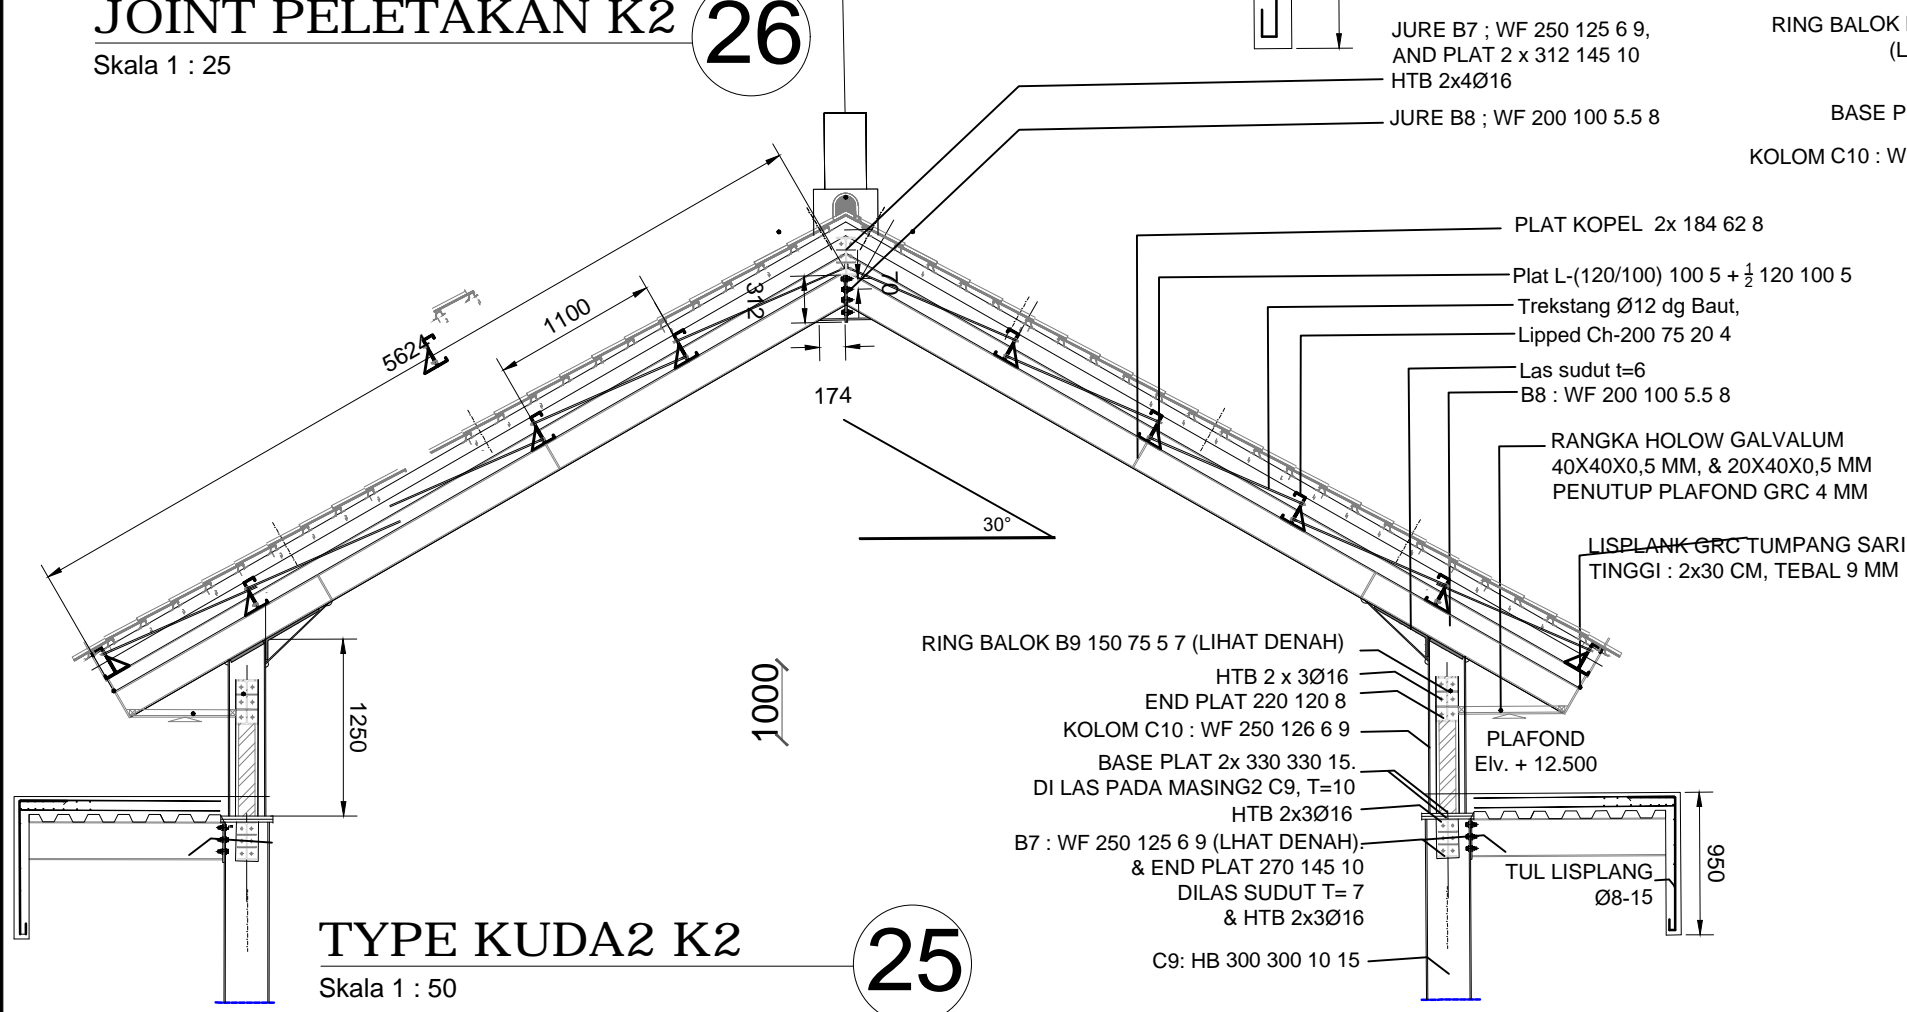 JOINT PELETAKAN K2
26
Skala 1 : 25
JURE B7 ; WF 250 125 6 9,
AND PLAT 2 x 312 145 10
HTB 2x4Ø16
JURE B8 ; WF 200 100 5.5 8
RING BALOK
(L
BASE P
KOLOM C10 : W
PLAT KOPEL 2x 184 62 8
Plat L-(120/100) 100 5 + ½ 120 100 5
Trekstang Ø12 dg Baut,
Lipped Ch-200 75 20 4
Las sudut t=6
B8 : WF 200 100 5.5 8
RANGKA HOLOW GALVALUM
40X40X0,5 MM, & 20X40X0,5 MM
PENUTUP PLAFOND GRC 4 MM
LISPLANK GRC TUMPANG SARI
TINGGI : 2x30 CM, TEBAL 9 MM
5624
1100
312
70
174
30°
1250
1000
RING BALOK B9 150 75 5 7 (LIHAT DENAH)
HTB 2 x 3Ø16
END PLAT 220 120 8
KOLOM C10 : WF 250 126 6 9
BASE PLAT 2x 330 330 15.
DI LAS PADA MASING2 C9, T=10
HTB 2x3Ø16
B7 : WF 250 125 6 9 (LHAT DENAH)
& END PLAT 270 145 10
DILAS SUDUT T= 7
& HTB 2x3Ø16
C9: HB 300 300 10 15
PLAFOND
Elv. + 12.500
TUL LISPLANG
Ø8-15
950
TYPE KUDA2 K2
25
Skala 1 : 50